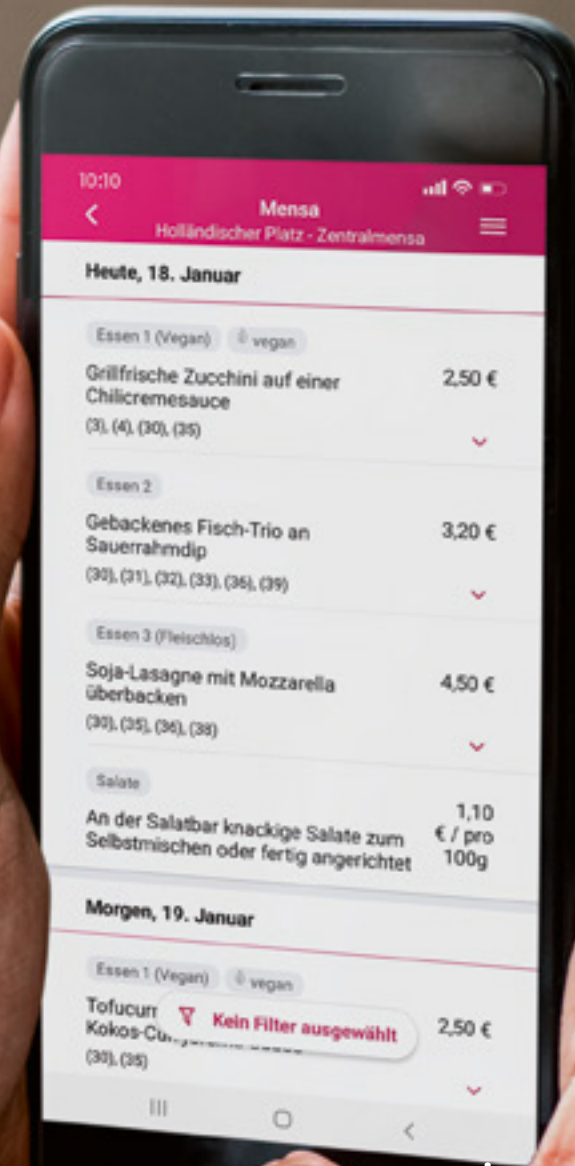 10:10
Mensa
Holländischer Platz - Zentralmensa
Heute, 18. Januar
Essen 1 (Vegan) vegan
Grillfrische Zucchini auf einer
Chilicremesauce
2,50 €
(3), (4), (30), (35)
Essen 2
Gebackenes Fisch-Trio an
Sauerrahmdip
3,20 €
(30), (31), (32), (33), (36), (39)
Essen 3 (Fleischlos)
Soja-Lasagne mit Mozzarella
überbacken
4,50 €
(30), (35), (36), (38)
Salate
An der Salatbar knackige Salate zum
Selbstmischen oder fertig angerichtet
1,10
€ / pro
100g
Morgen, 19. Januar
Essen 1 (Vegan) vegan
Tofucurr
Kokos-Cu
2,50 €
Kein Filter ausgewählt
(30), (35)